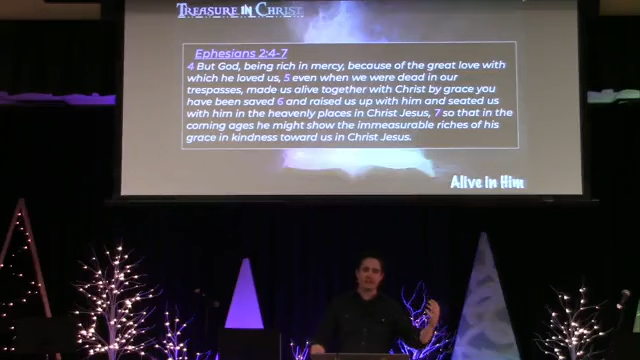 TREASURE IN CHRIST
Ephesians 2:4-7
4 But God, being rich in mercy, because of the great love with
which he loved us, 5 even when we were dead in our
trespasses, made us alive together with Christ by grace you
have been saved 6 and raised us up with him and seated us
with him in the heavenly places in Christ Jesus, 7 so that in the
coming ages he might show the immeasurable riches of his
grace in kindness toward us in Christ Jesus.
Alive in Him